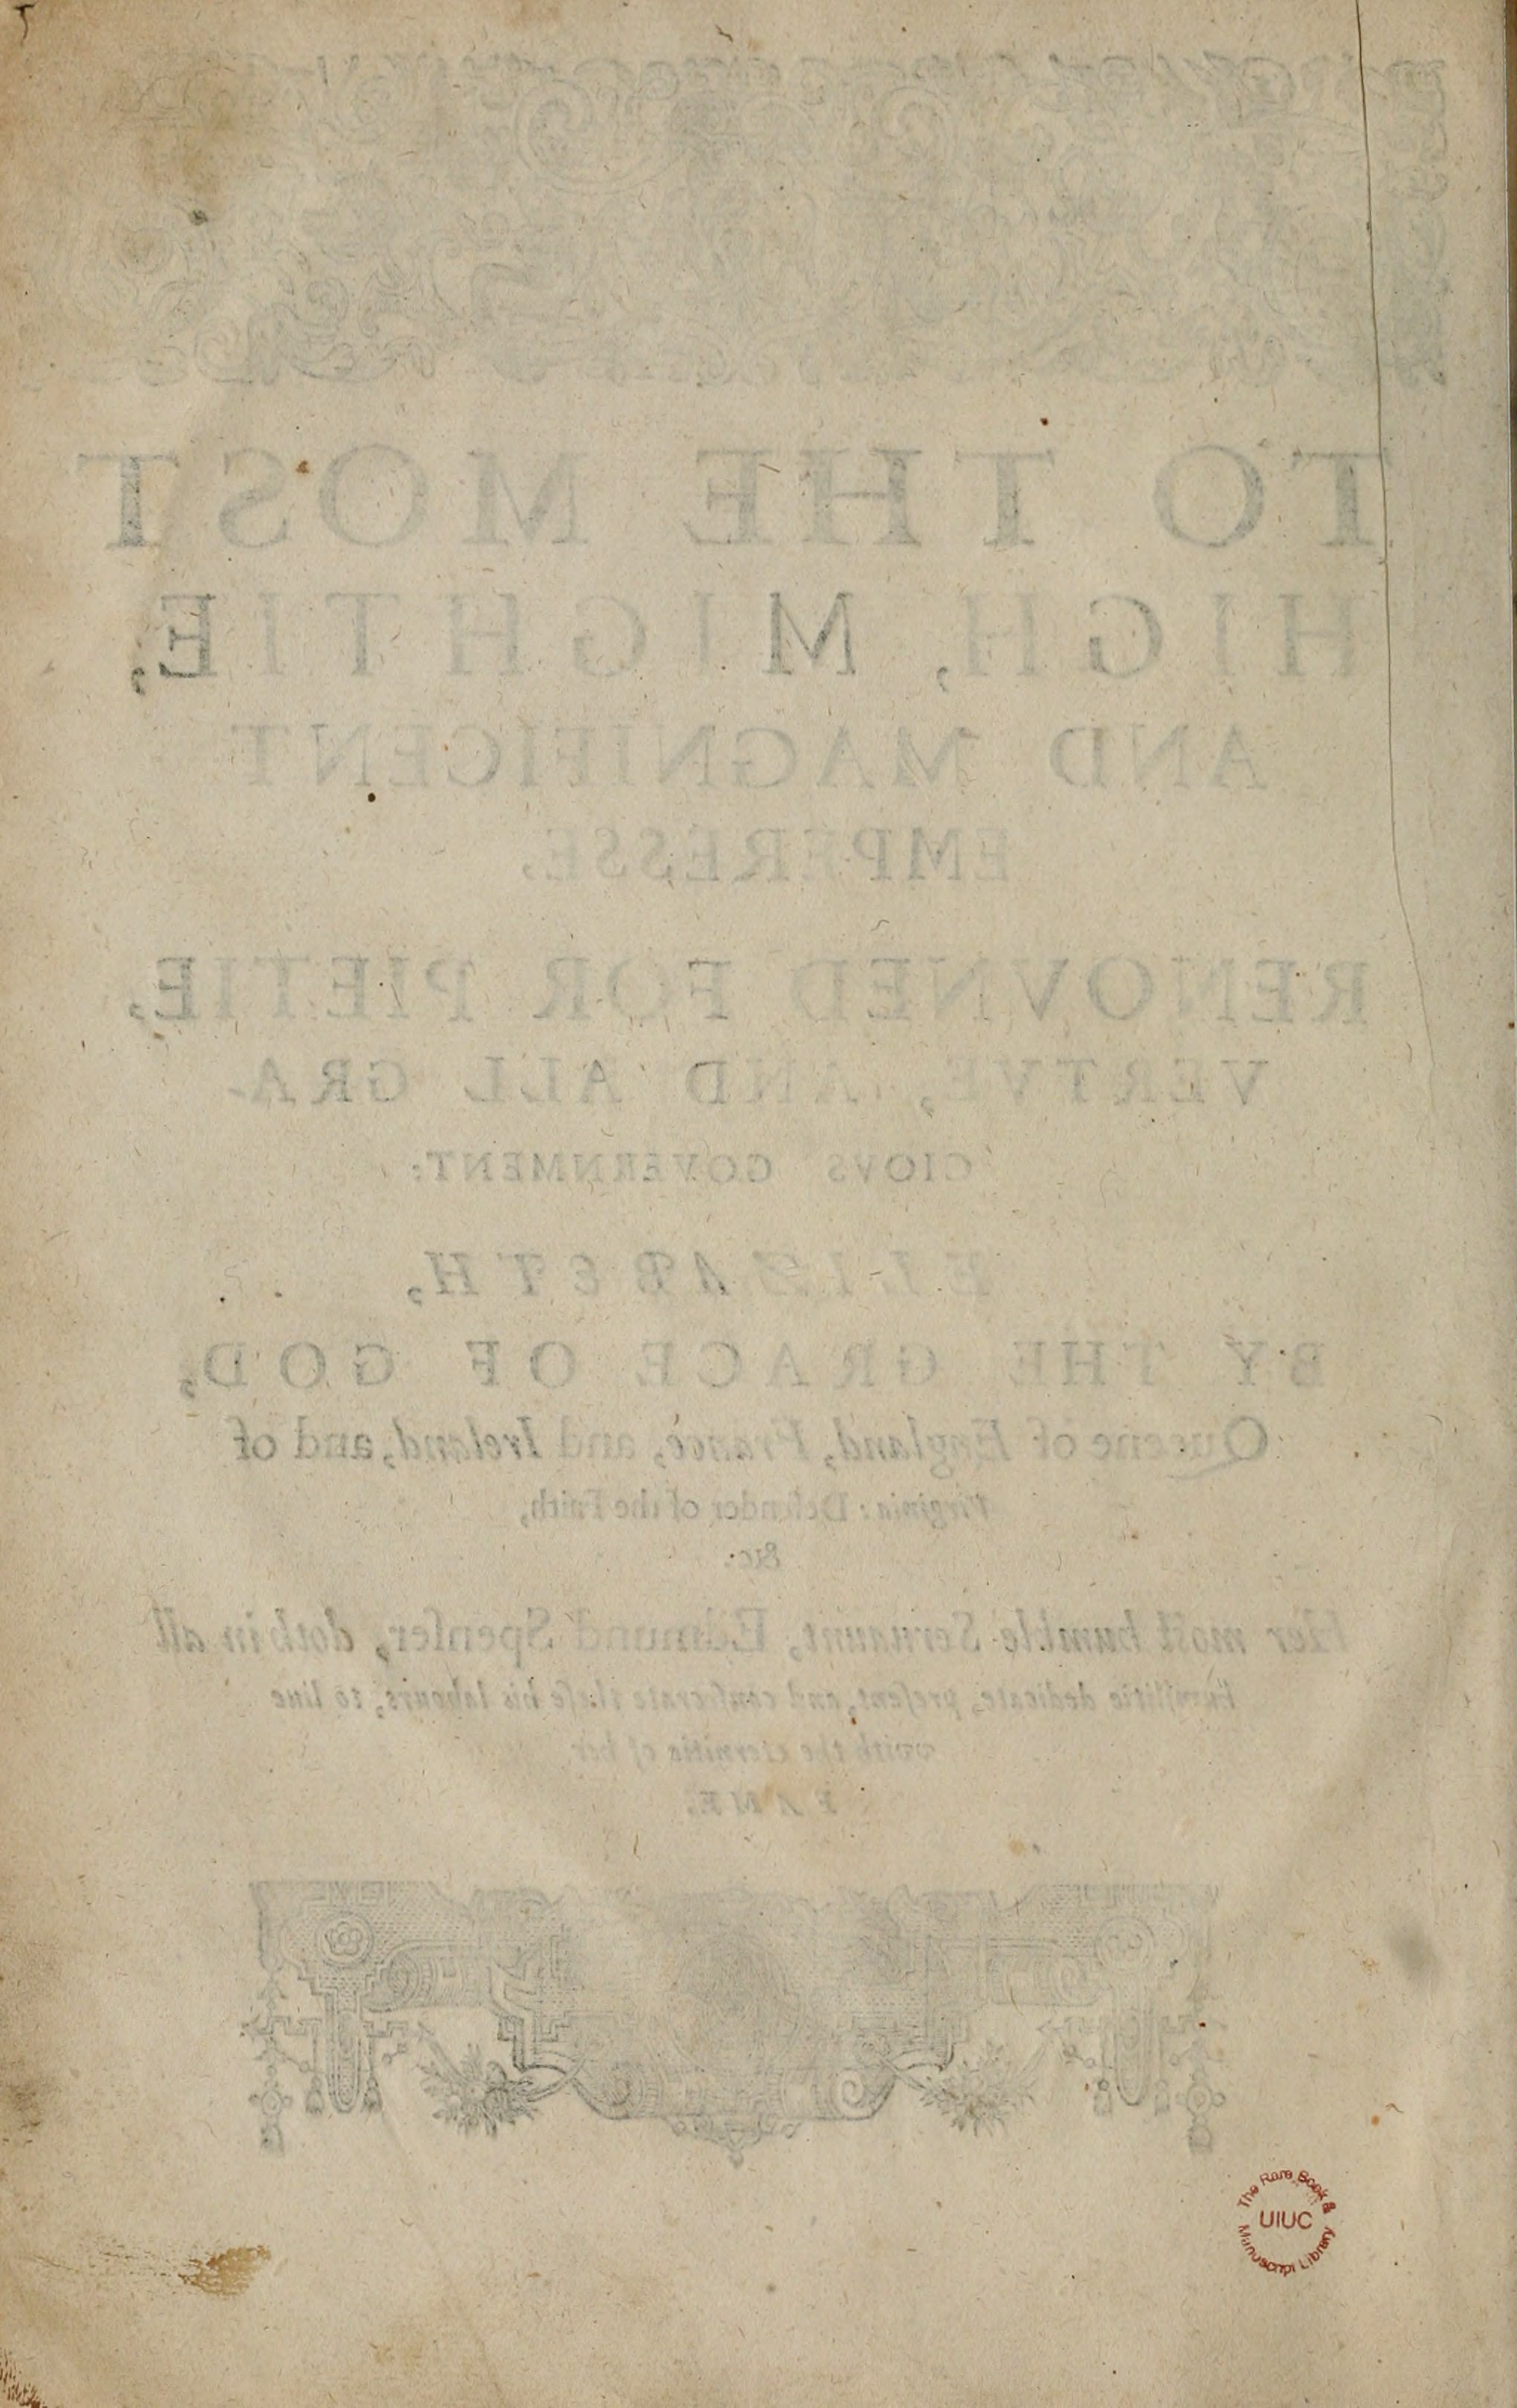 TO THE MOST
HIGH, MIGHTIE,
AND MAGNIFICENT
EMPERESSE,
RENOVVNED FOR PIETIE,
VERTVE, AND ALL GRA-
CIOVS GOVERNMENT:
ELIZABETH,
BY THE GRACE OF GOD,
Queene of England, France, and Ireland, and of
Virginia: Defender of the Faith,
&c.
Her most humble Seruaunt, Edmund Spenſer, doth in all
humilitie dedicate, preſent, and conſecrate theſe his labours, to liue
with the eternitie of her
FAME.
The Rare Book &
UIUC
Manuscript Library